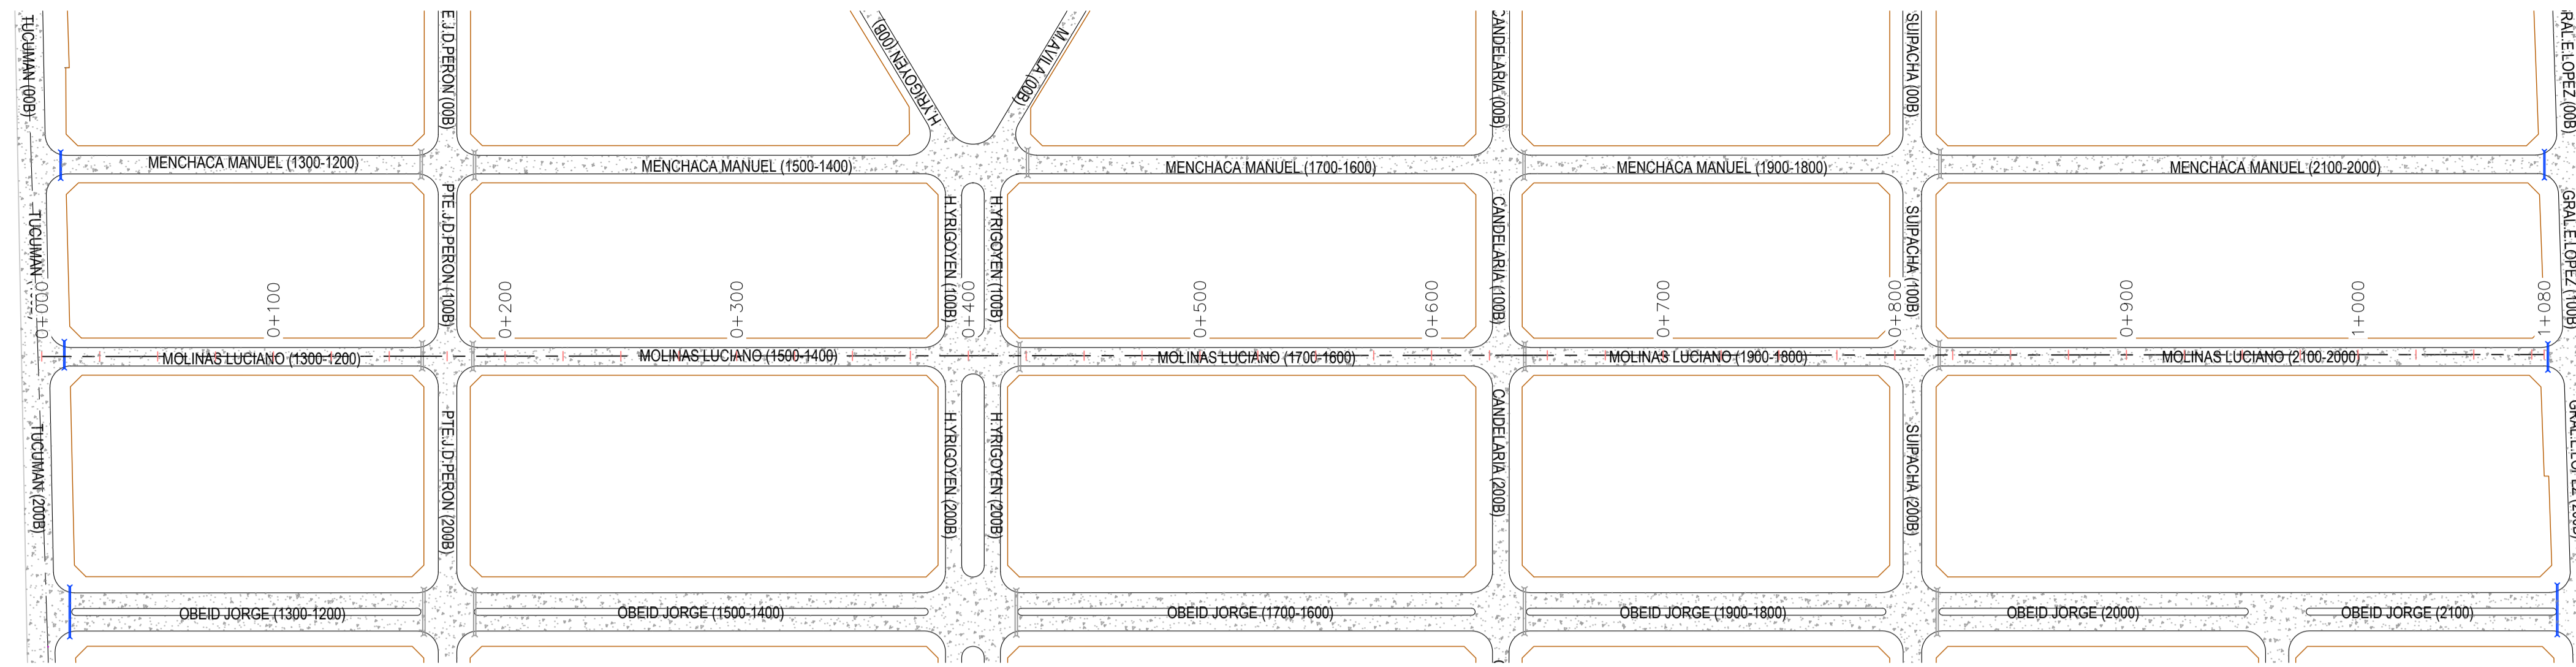 TUCUMAN (00B)
E.J.D.PERON (00B)
H.YRIGOYEN (00B)
M.AVILA (00B)
CANDELARIA (00B)
SUIPACHA (00B)
RAL.E.LOPEZ (00B)
MENCHACA MANUEL (1300-1200)
MENCHACA MANUEL (1500-1400)
MENCHACA MANUEL (1700-1600)
MENCHACA MANUEL (1900-1800)
MENCHACA MANUEL (2100-2000)
TUCUMAN
PTE.J.D.PERON (100B)
H.YRIGOYEN (100B)
H.YRIGOYEN (100B)
CANDELARIA (100B)
SUIPACHA (100B)
GRAL.E.LOPEZ (100B)
0+000
0+100
0+200
0+300
0+400
0+500
0+600
0+700
0+800
0+900
1+000
1+080
MOLINAS LUCIANO (1300-1200)
MOLINAS LUCIANO (1500-1400)
MOLINAS LUCIANO (1700-1600)
MOLINAS LUCIANO (1900-1800)
MOLINAS LUCIANO (2100-2000)
TUCUMAN (200B)
PTE.J.D.PERON (200B)
H.YRIGOYEN (200B)
H.YRIGOYEN (200B)
CANDELARIA (200B)
SUIPACHA (200B)
OBEID JORGE (1300-1200)
OBEID JORGE (1500-1400)
OBEID JORGE (1700-1600)
OBEID JORGE (1900-1800)
OBEID JORGE (2000)
OBEID JORGE (2100)